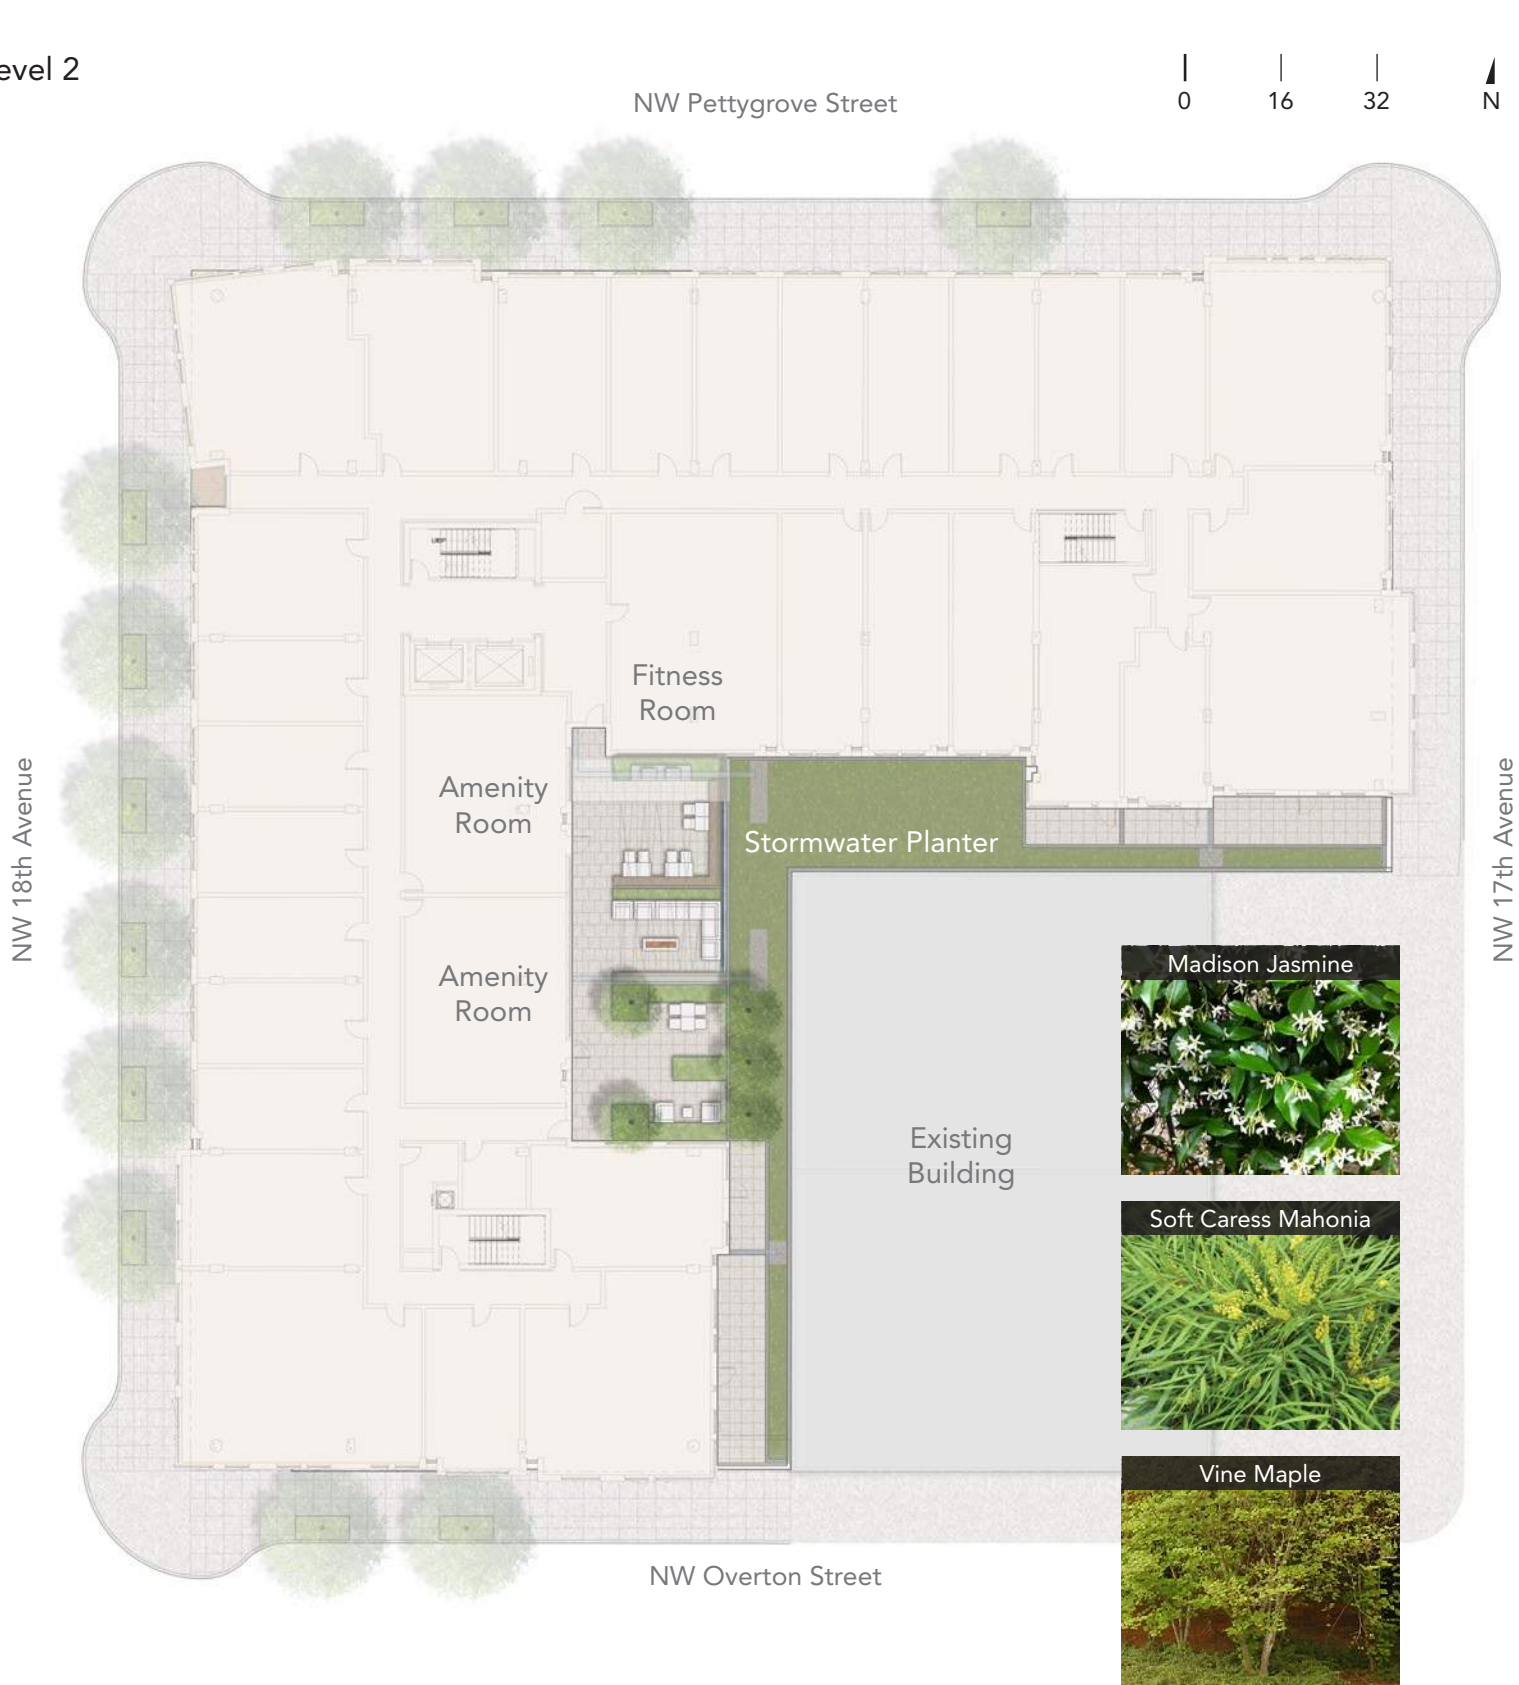 evel 2
NW Pettygrove Street
0 16 32 N
Fitness
Room
Amenity
Room
Stormwater Planter
NW 18th Avenue
NW 17th Avenue
Amenity
Room
Madison Jasmine
Existing
Building
Soft Caress Mahonia
Vine Maple
NW Overton Street